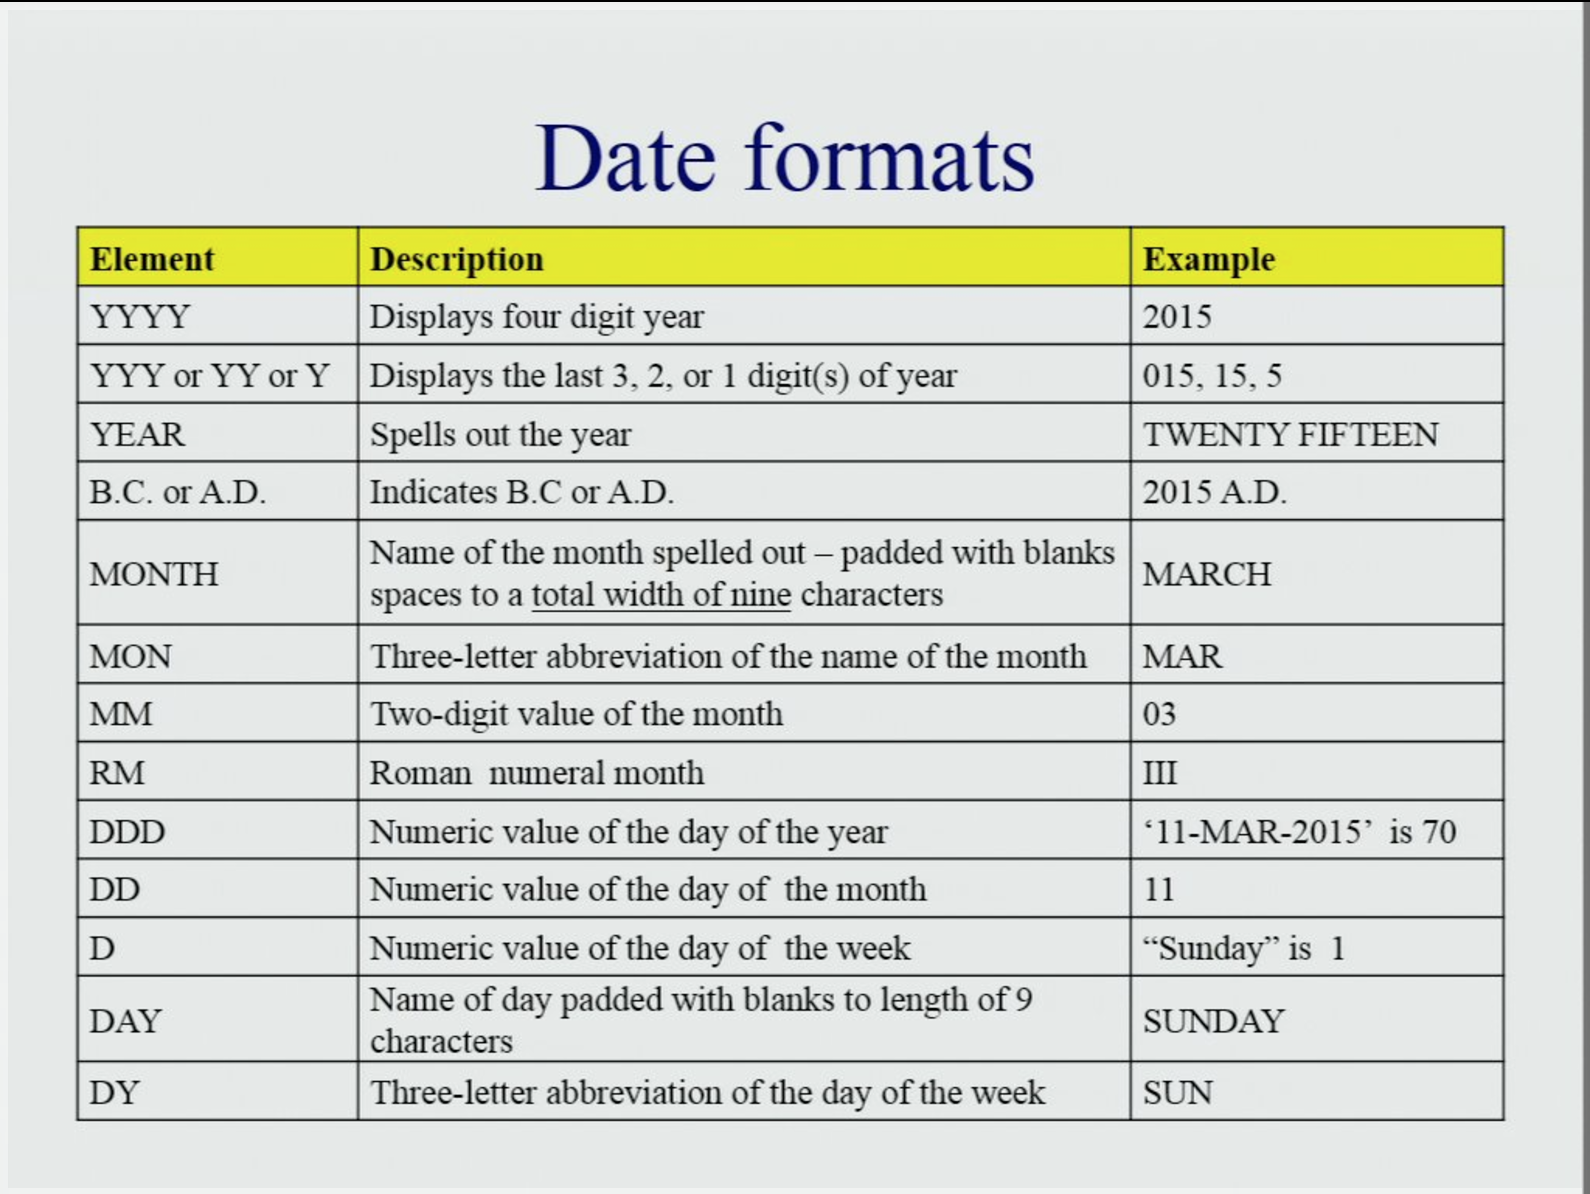 Date formats
Element Description Example
YYYY Displays four digit year 2015
YYY or YY or Y Displays the last 3, 2, or 1 digit(s) of year 015, 15, 5
YEAR Spells out the year TWENTY FIFTEEN
B.C. or A.D. Indicates B.C or A.D. 2015 A.D.
MONTH Name of the month spelled out – padded with blanks
spaces to a total width of nine characters MARCH
MON Three-letter abbreviation of the name of the month MAR
MM Two-digit value of the month 03
RM Roman numeral month III
DDD Numeric value of the day of the year ‘11-MAR-2015’ is 70
DD Numeric value of the day of the month 11
D Numeric value of the day of the week “Sunday” is 1
DAY Name of day padded with blanks to length of 9
characters SUNDAY
DY Three-letter abbreviation of the day of the week SUN